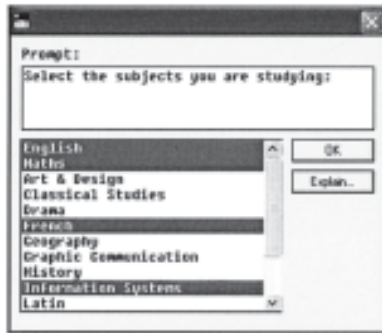 Prompt:
Select the subjects you are studying:
English
Maths
Art & Design
Classical Studies
Drama
French
Geography
Graphic Communication
History
Information Systems
Latin
OK
Explain...